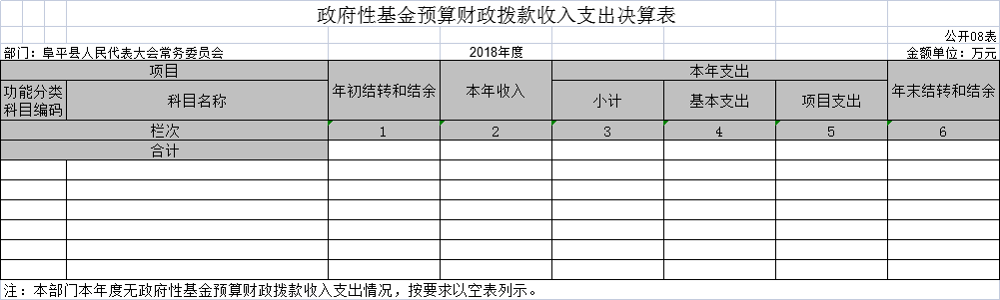 政府性基金预算财政拨款收入支出决算表
公开08表
部门：阜平县人民代表大会常务委员会 2018年度 金额单位：万元
项目 年初结转和结余 本年收入 本年支出 年末结转和结余
功能分类科目编码 科目名称 小计 基本支出 项目支出
栏次 1 2 3 4 5 6
合计
注：本部门本年度无政府性基金预算财政拨款收入支出情况，按要求以空表列示。